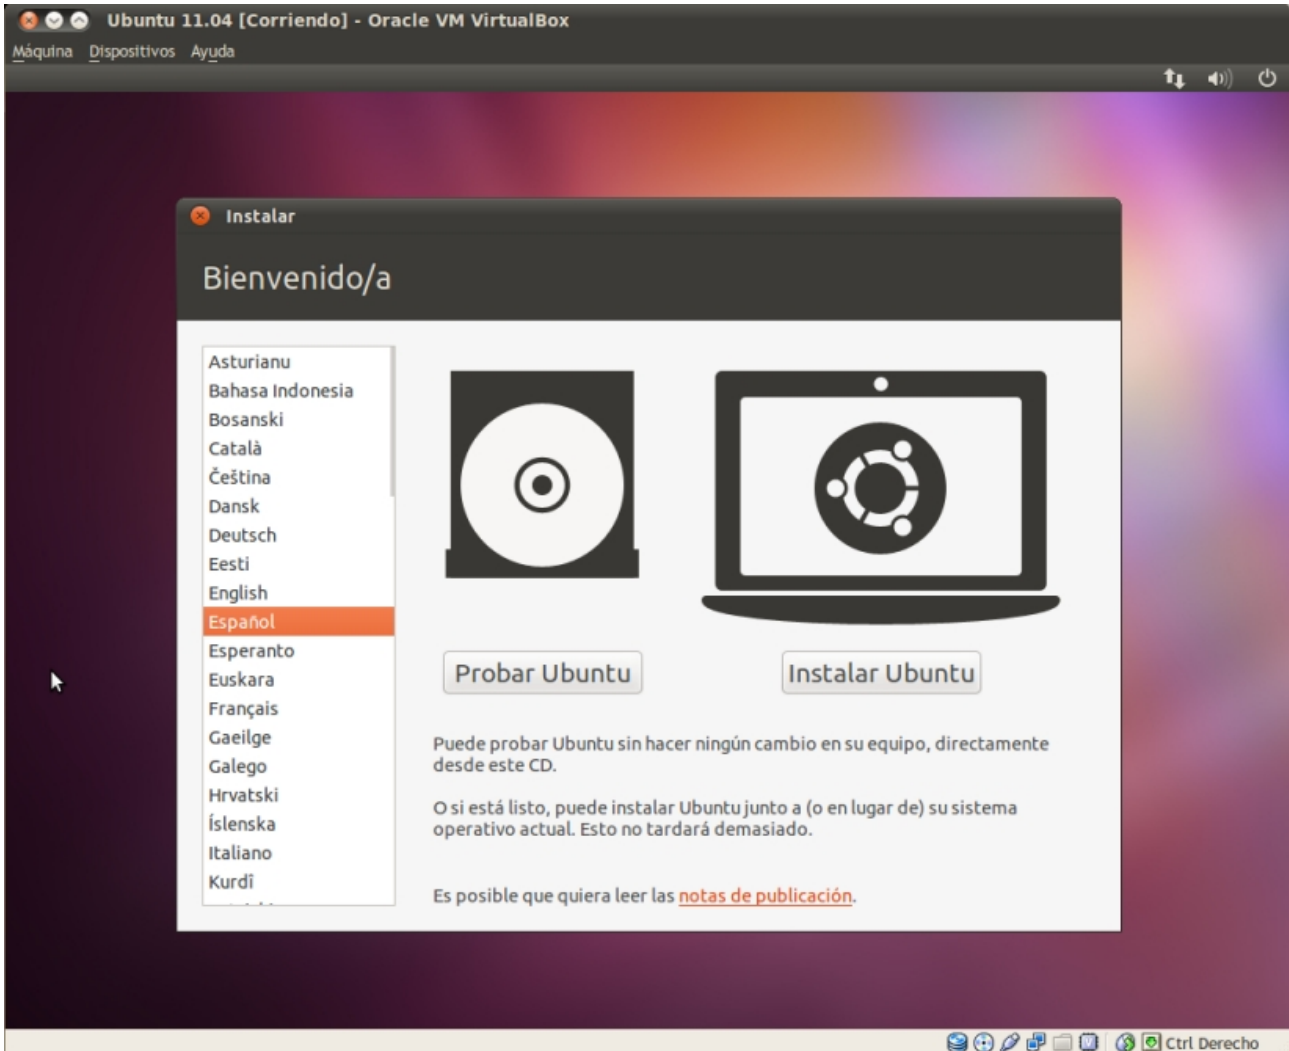 Ubuntu 11.04 [Corriendo] - Oracle VM VirtualBox
Máquina Dispositivos Ayuda
Instalar
Bienvenido/a
Asturianu
Bahasa Indonesia
Bosanski
Català
Čeština
Dansk
Deutsch
Eesti
English
Español
Esperanto
Euskara
Français
Gaeilge
Galego
Hrvatski
Íslenska
Italiano
Kurdî
Probar Ubuntu
Instalar Ubuntu
Puede probar Ubuntu sin hacer ningún cambio en su equipo, directamente
desde este CD.
O si está listo, puede instalar Ubuntu junto a (o en lugar de) su sistema
operativo actual. Esto no tardará demasiado.
Es posible que quiera leer las notas de publicación.
Ctrl Derecho